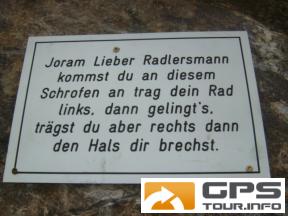 Joram Lieber Radlersmann
kommst du an diesem
Schrofen an trag dein Rad
links, dann gelingt's,
trägst du aber rechts dann
den Hals dir brechst.
GPS
TOUR.INFO